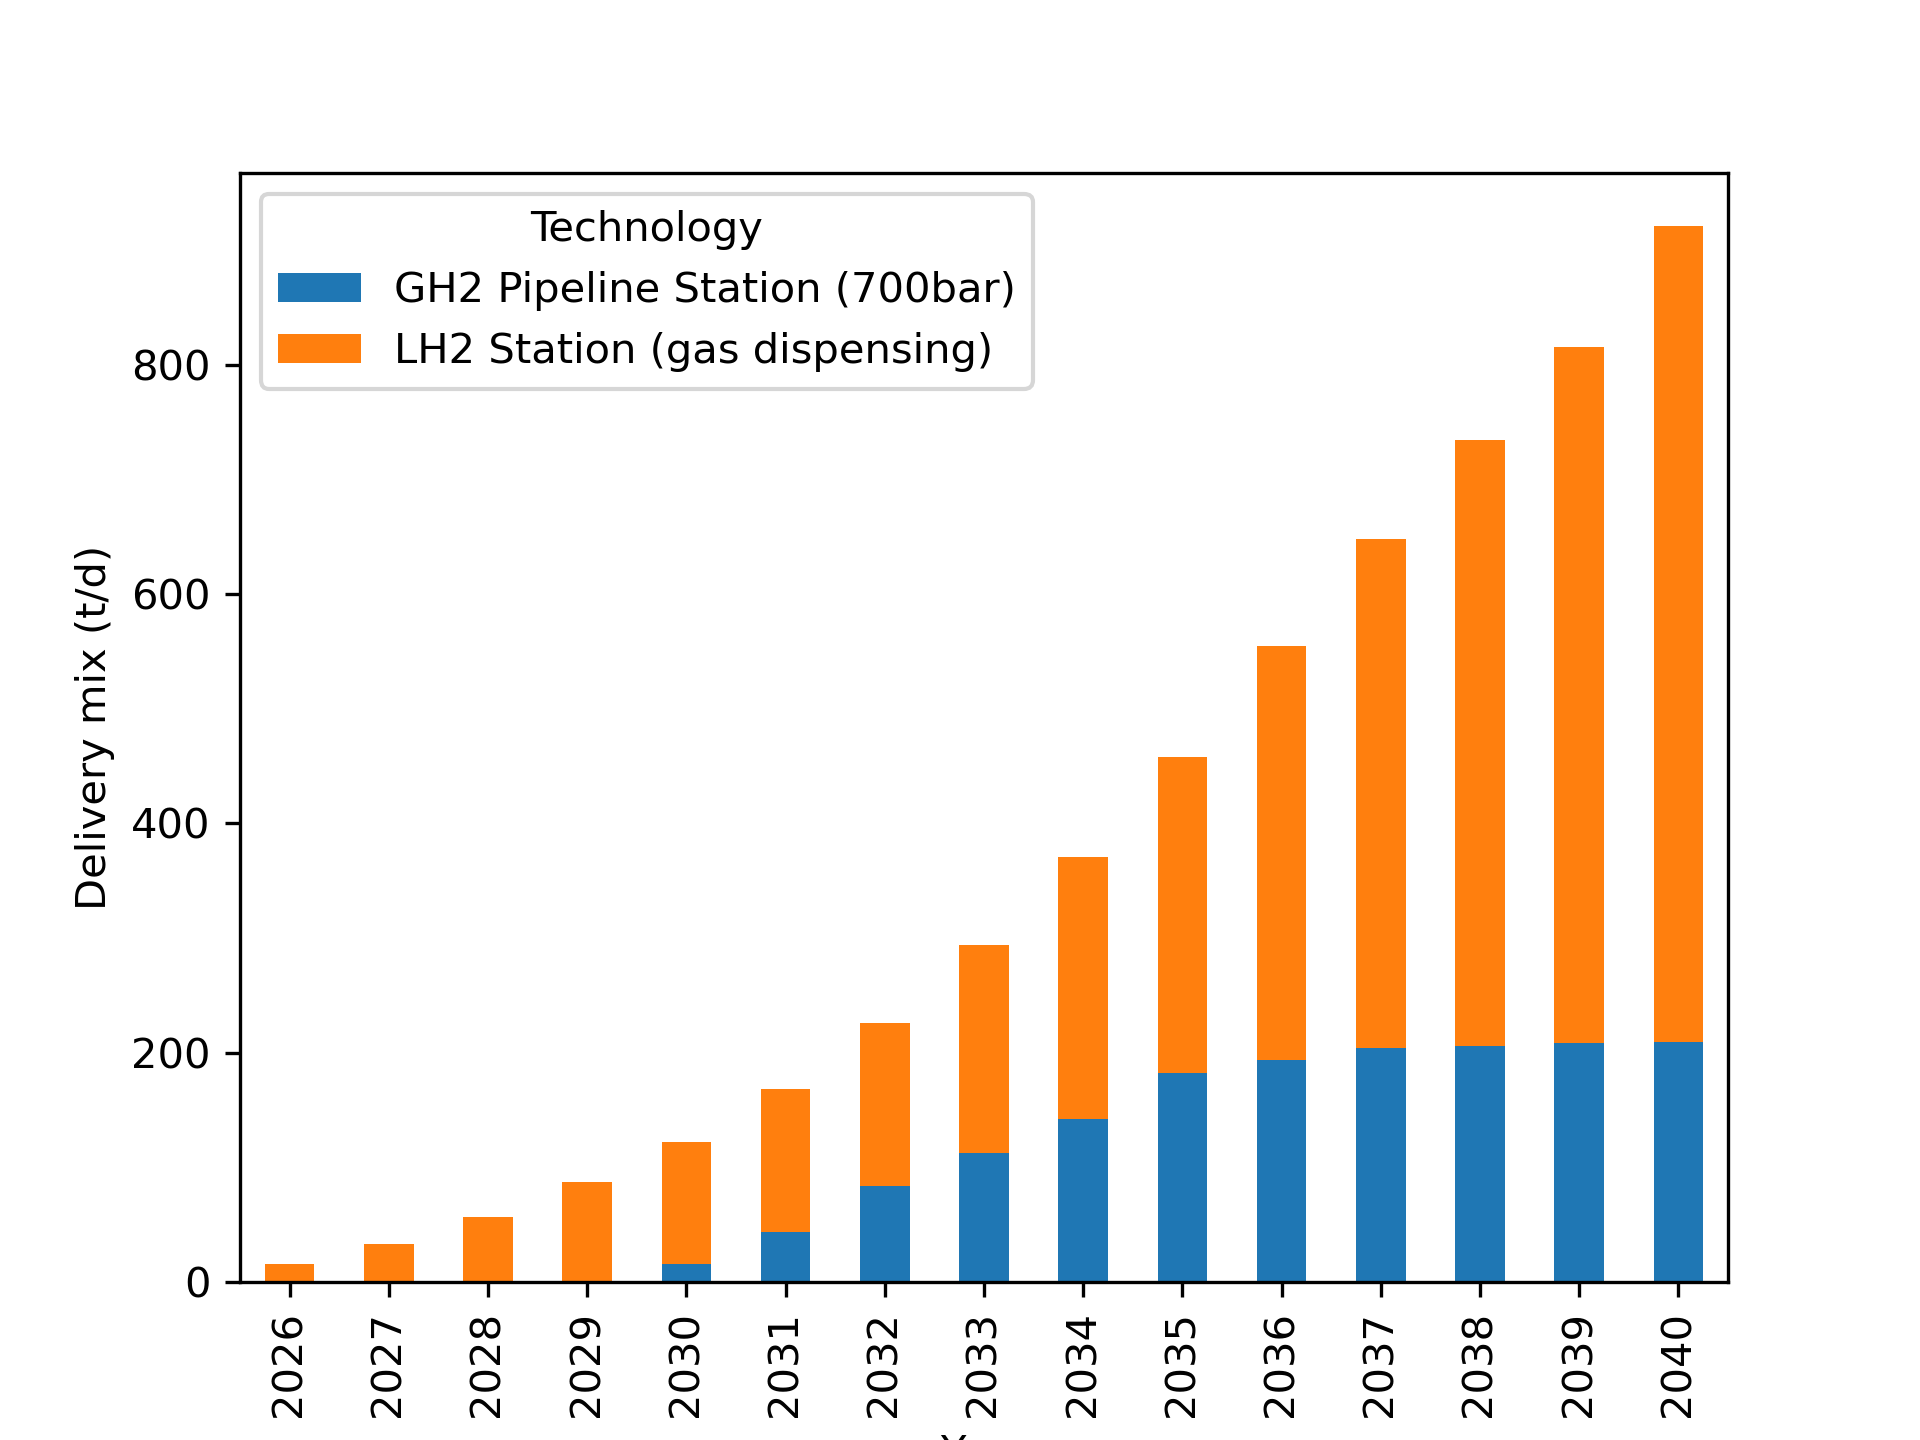 Technology
GH2 Pipeline Station (700bar)
LH2 Station (gas dispensing)
Delivery mix (t/d)
800
600
400
200
0
2026 2027 2028 2029 2030 2031 2032 2033 2034 2035 2036 2037 2038 2039 2040